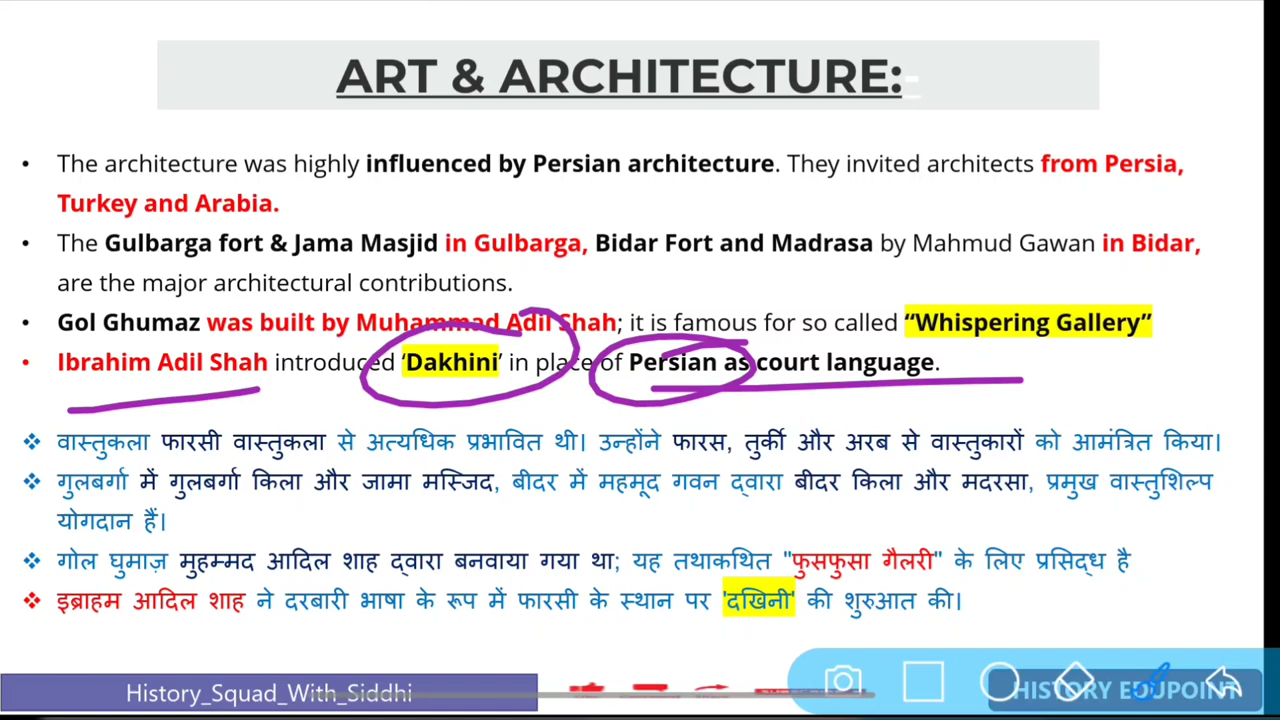 ART & ARCHITECTURE:-
• The architecture was highly influenced by Persian architecture. They invited architects from Persia,
Turkey and Arabia.
• The Gulbarga fort & Jama Masjid in Gulbarga, Bidar Fort and Madrasa by Mahmud Gawan in Bidar,
are the major architectural contributions.
• Gol Ghumaz was built by Muhammad Adil Shah; it is famous for so called “Whispering Gallery”
• Ibrahim Adil Shah introduced ‘Dakhini’ in place of Persian as court language.
❖ वास्तुकला फारसी वास्तुकला से अत्यधिक प्रभावित थी। उन्होंने फारस, तुर्की और अरब से वास्तुकारों को आमंत्रित किया।
❖ गुलबर्गा में गुलबर्गा किला और जामा मस्जिद, बीदर में महमूद गवन द्वारा बीदर किला और मदरसा, प्रमुख वास्तुशिल्प
योगदान हैं।
❖ गोल घुमाज़ मुहम्मद आदिल शाह द्वारा बनवाया गया था; यह तथाकथित "फुसफुसा गैलरी" के लिए प्रसिद्ध है
❖ इब्राहम आदिल शाह ने दरबारी भाषा के रूप में फारसी के स्थान पर 'दखिनी' की शुरुआत की।
History_Squad_With_Siddhi
HISTORY EDUPOINT